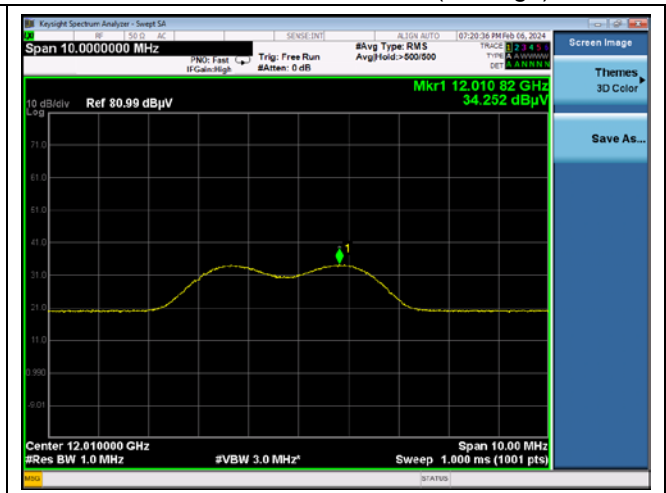 Keysight Spectrum Analyzer - Swept SA
RF 50 Ω AC SENSE:INT ALIGN AUTO 07:20:36 PM Feb 06, 2024
Span 10.0000000 MHz
PNO: Fast Trig: Free Run
IFGain:High #Atten: 0 dB
#Avg Type: RMS
Avg|Hold:>500/500
TRACE 1 2 3 4 5 6
TYPE
DET
Screen Image
Themes
3D Color
Save As...
Mkr1 12.010 82 GHz
34.252 dBµV
10 dB/div Ref 80.99 dBµV
Log
71.0
61.0
51.0
41.0
1
31.0
21.0
11.0
0.990
-9.01
Center 12.010000 GHz Span 10.00 MHz
#Res BW 1.0 MHz #VBW 3.0 MHz* Sweep 1.000 ms (1001 pts)
MSG STATUS